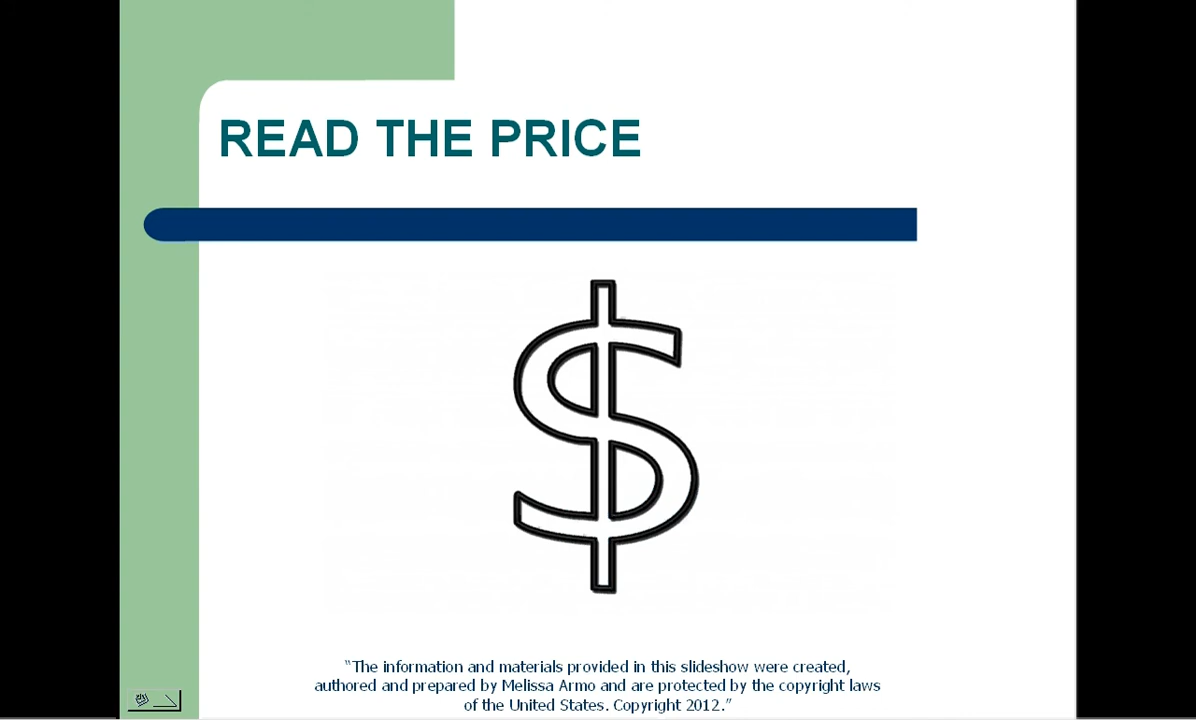 READ THE PRICE
$
“The information and materials provided in this slideshow were created,
authored and prepared by Melissa Armo and are protected by the copyright laws
of the United States. Copyright 2012.”